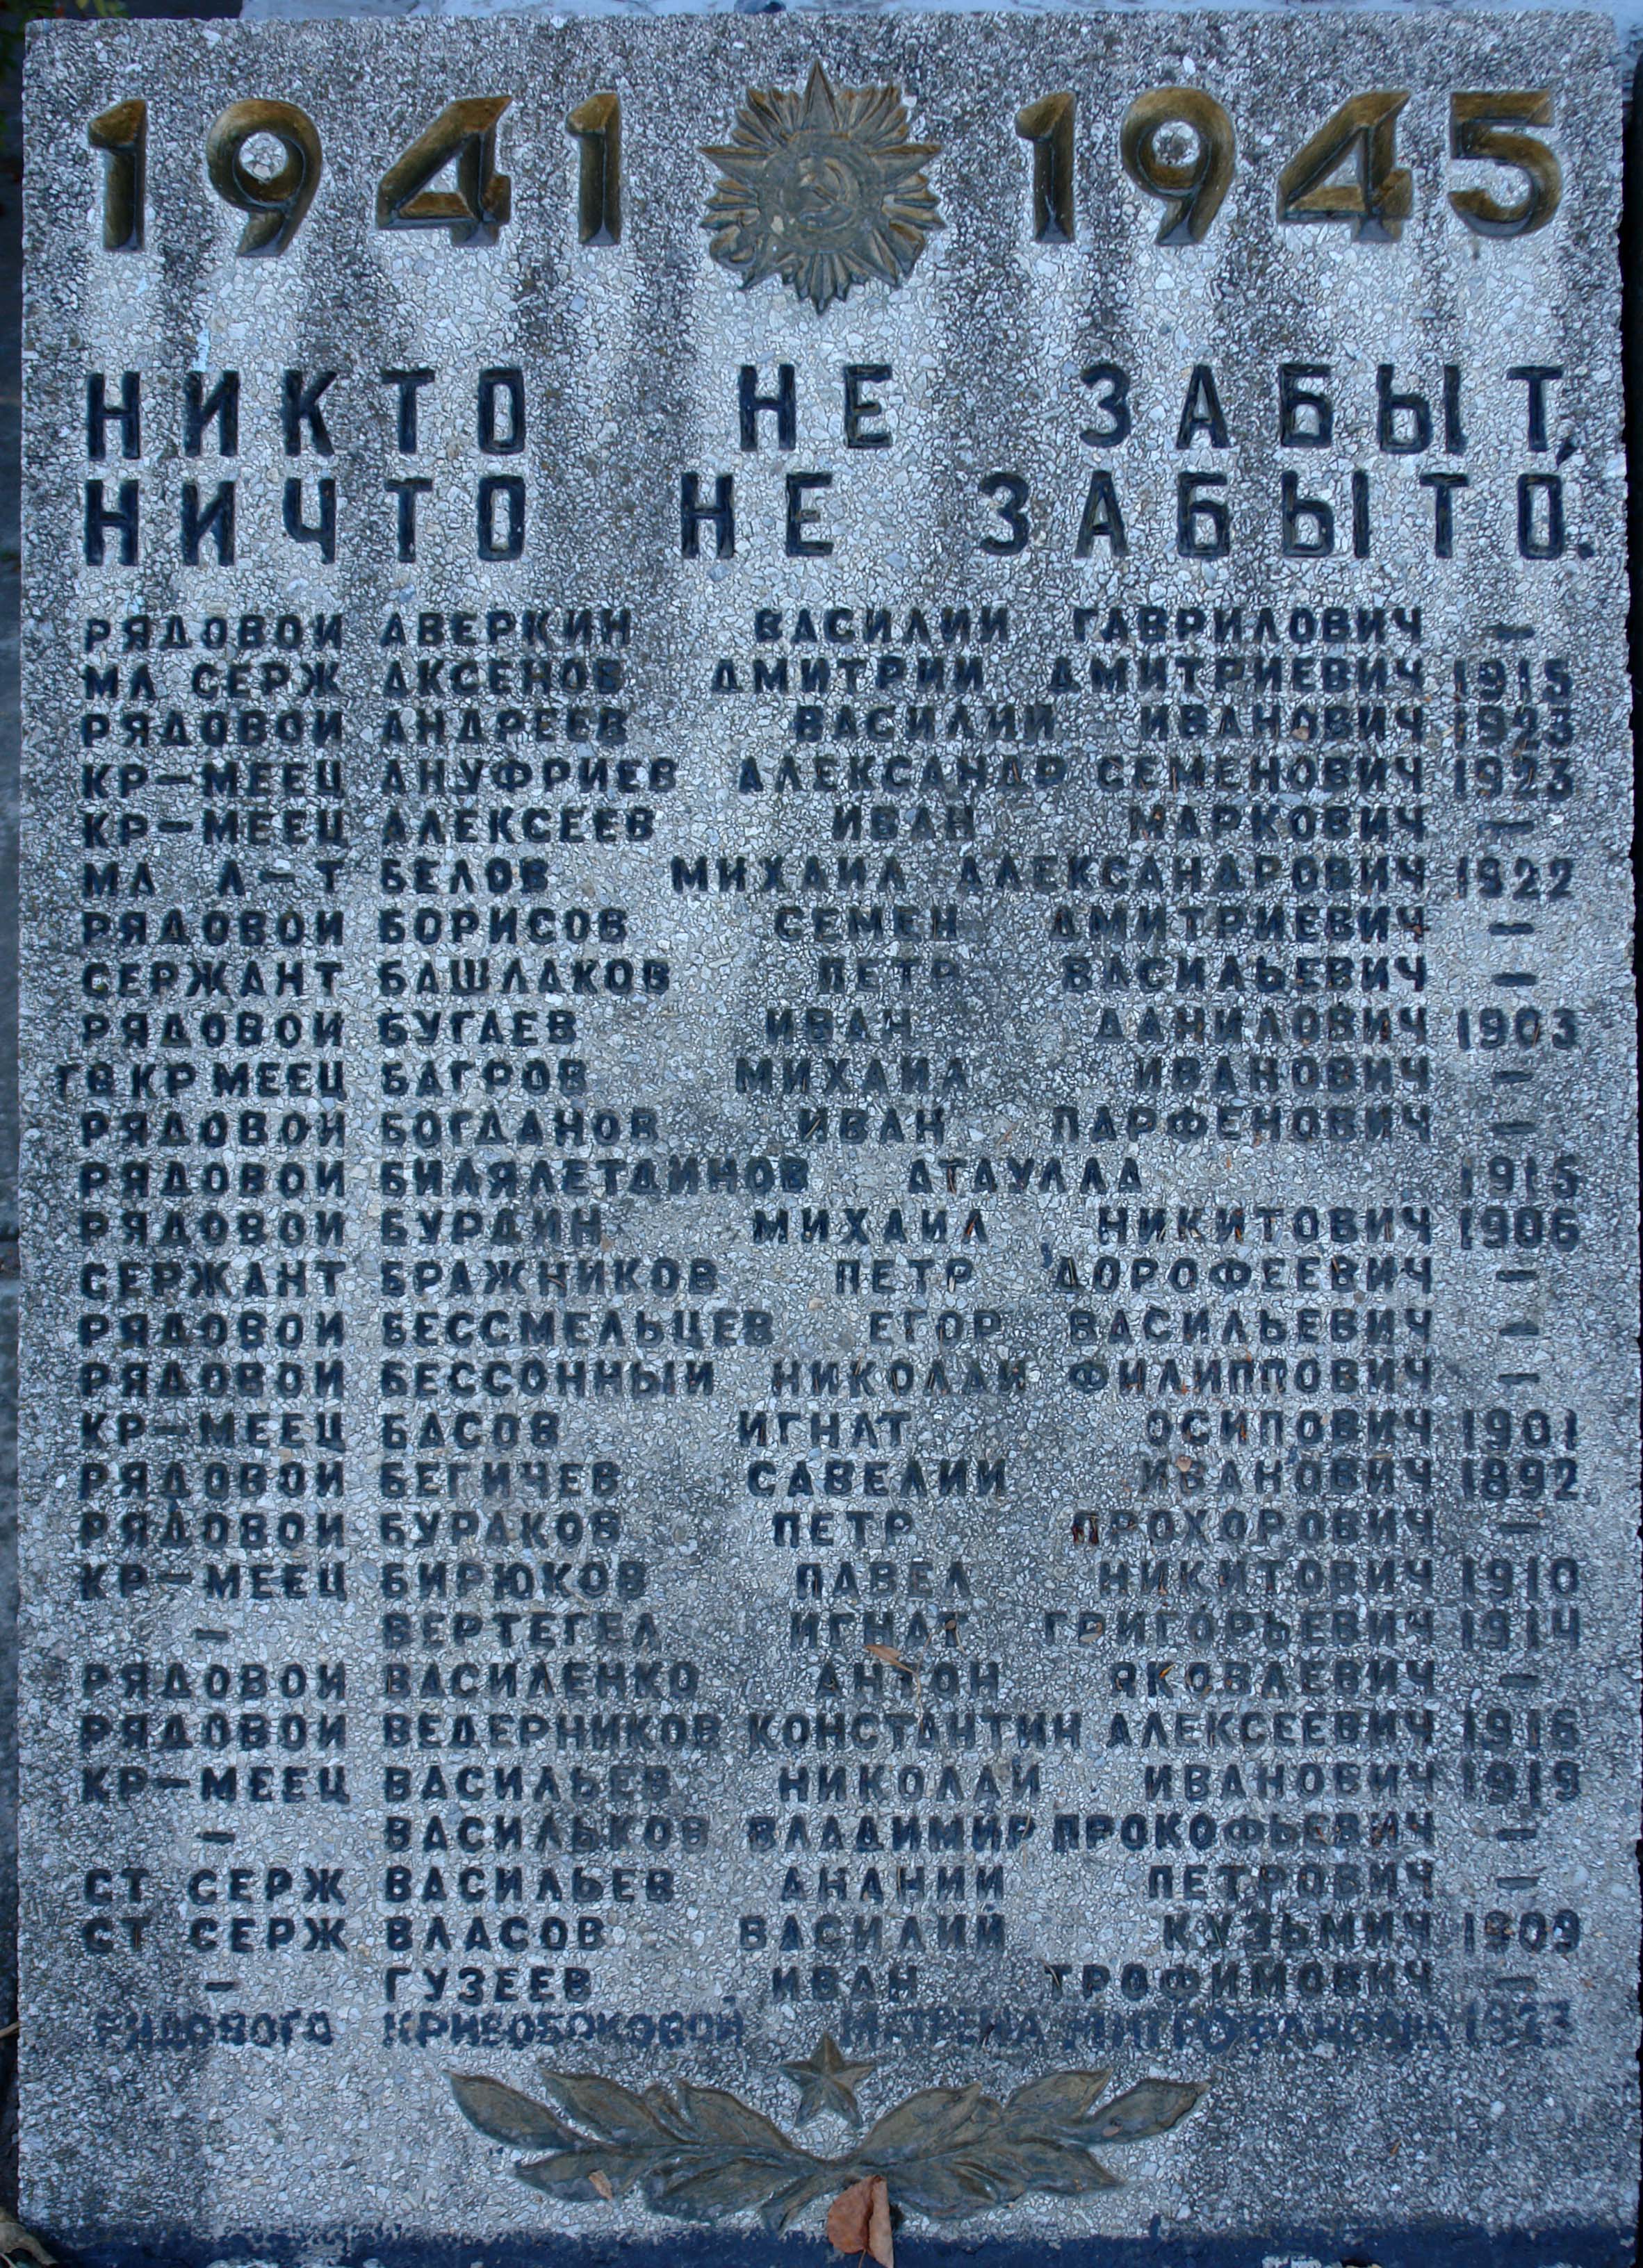 1941 1945
НИКТО НЕ ЗАБЫТ,
НИЧТО НЕ ЗАБЫТО.
РЯДОВОЙ АВЕРКИН ВАСИЛИЙ ГАВРИЛОВИЧ —
МЛ СЕРЖ АКСЕНОВ ДМИТРИЙ ДМИТРИЕВИЧ 1915
РЯДОВОЙ АНДРЕЕВ ВАСИЛИЙ ИВАНОВИЧ 1923
КР-МЕЕЦ АНУФРИЕВ АЛЕКСАНДР СЕМЕНОВИЧ 1923
КР-МЕЕЦ АЛЕКСЕЕВ ИВАН МАРКОВИЧ —
МЛ Л-Т БЕЛОВ МИХАИЛ АЛЕКСАНДРОВИЧ 1922
РЯДОВОЙ БОРИСОВ СЕМЕН ДМИТРИЕВИЧ —
СЕРЖАНТ БАШЛАКОВ ПЕТР ВАСИЛЬЕВИЧ —
РЯДОВОЙ БУГАЕВ ИВАН ДАНИЛОВИЧ 1903
ГВ КРМЕЕЦ БАГРОВ МИХАИЛ ИВАНОВИЧ —
РЯДОВОЙ БОГДАНОВ ИВАН ПАРФЕНОВИЧ —
РЯДОВОЙ БИЛЯЛЕТДИНОВ АТАУЛЛА 1915
РЯДОВОЙ БУРДИН МИХАИЛ НИКИТОВИЧ 1906
СЕРЖАНТ БРАЖНИКОВ ПЕТР ДОРОФЕЕВИЧ —
РЯДОВОЙ БЕССМЕЛЬЦЕВ ЕГОР ВАСИЛЬЕВИЧ —
РЯДОВОЙ БЕССОННЫЙ НИКОЛАЙ ФИЛИППОВИЧ —
КР-МЕЕЦ БАСОВ ИГНАТ ОСИПОВИЧ 1901
РЯДОВОЙ БЕГИЧЕВ САВЕЛИЙ ИВАНОВИЧ 1892
РЯДОВОЙ БУРАКОВ ПЕТР ПРОХОРОВИЧ —
КР-МЕЕЦ БИРЮКОВ ПАВЕЛ НИКИТОВИЧ 1910
— ВЕРТЕГЕЛ ИГНАТ ГРИГОРЬЕВИЧ 1914
РЯДОВОЙ ВАСИЛЕНКО АНТОН ЯКОВЛЕВИЧ —
РЯДОВОЙ ВЕДЕРНИКОВ КОНСТАНТИН АЛЕКСЕЕВИЧ 1916
КР-МЕЕЦ ВАСИЛЬЕВ НИКОЛАЙ ИВАНОВИЧ 1919
— ВАСИЛЬКОВ ВЛАДИМИР ПРОКОФЬЕВИЧ —
СТ СЕРЖ ВАСИЛЬЕВ АНАНИЙ ПЕТРОВИЧ —
СТ СЕРЖ ВЛАСОВ ВАСИЛИЙ КУЗЬМИЧ 1909
— ГУЗЕЕВ ИВАН ТРОФИМОВИЧ —
РЯДОВОГО КРИВОБОКОВОЙ 1923